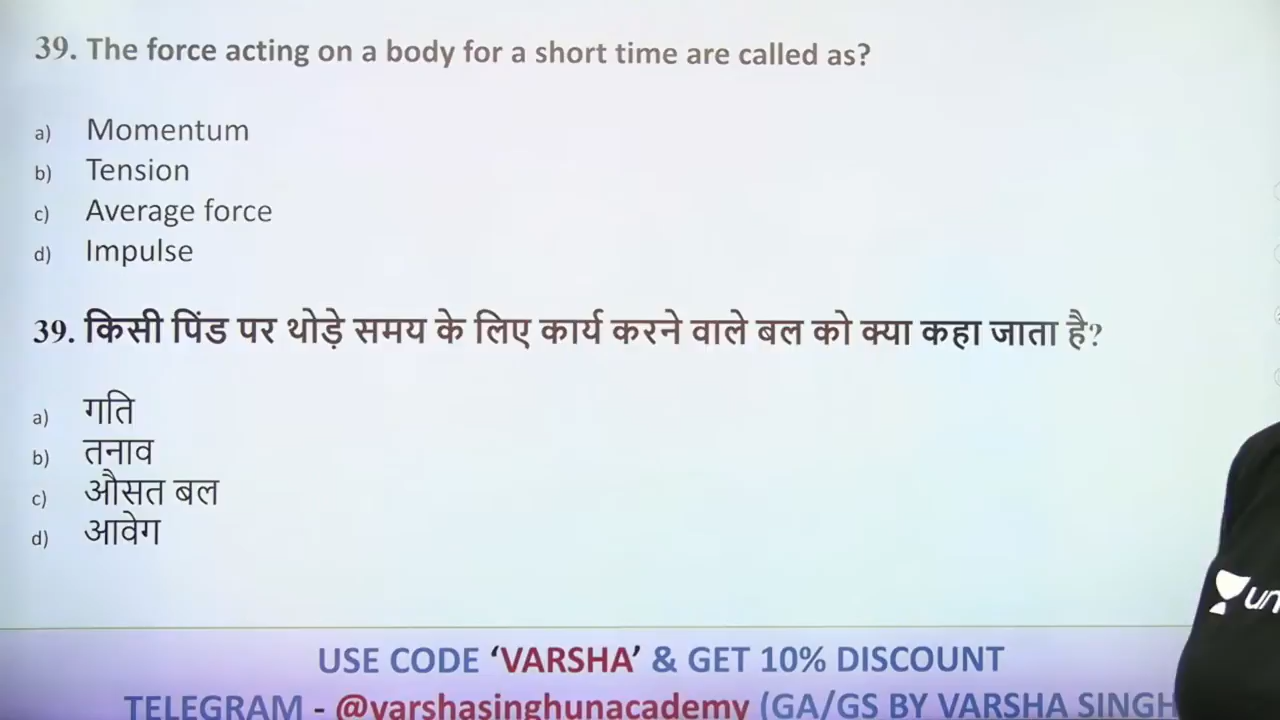 39. The force acting on a body for a short time are called as?
a) Momentum
b) Tension
c) Average force
d) Impulse
39. किसी पिंड पर थोड़े समय के लिए कार्य करने वाले बल को क्या कहा जाता है?
a) गति
b) तनाव
c) औसत बल
d) आवेग
USE CODE ‘VARSHA’ & GET 10% DISCOUNT
TELEGRAM - @varshasinghunacademy (GA/GS BY VARSHA SINGH
un